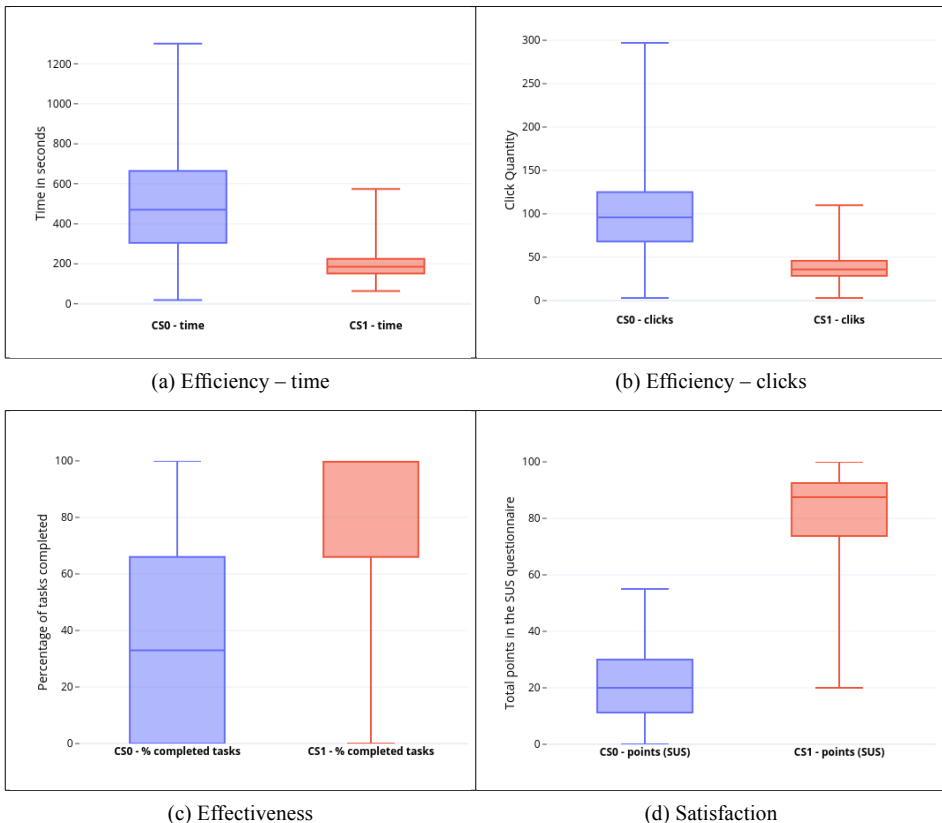 Time in seconds
1200
1000
800
600
400
200
0
CS0 - time
CS1 - time
Click Quantity
300
250
200
150
100
50
0
CS0 - clicks
CS1 - cliks
(a) Efficiency – time
(b) Efficiency – clicks
Percentage of tasks completed
100
80
60
40
20
0
CS0 - % completed tasks
CS1 - % completed tasks
Total points in the SUS questionnaire
100
80
60
40
20
0
CS0 - points (SUS)
CS1 - points (SUS)
(c) Effectiveness
(d) Satisfaction